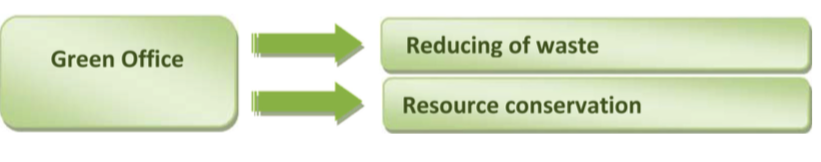 Green Office
Reducing of waste
Resource conservation